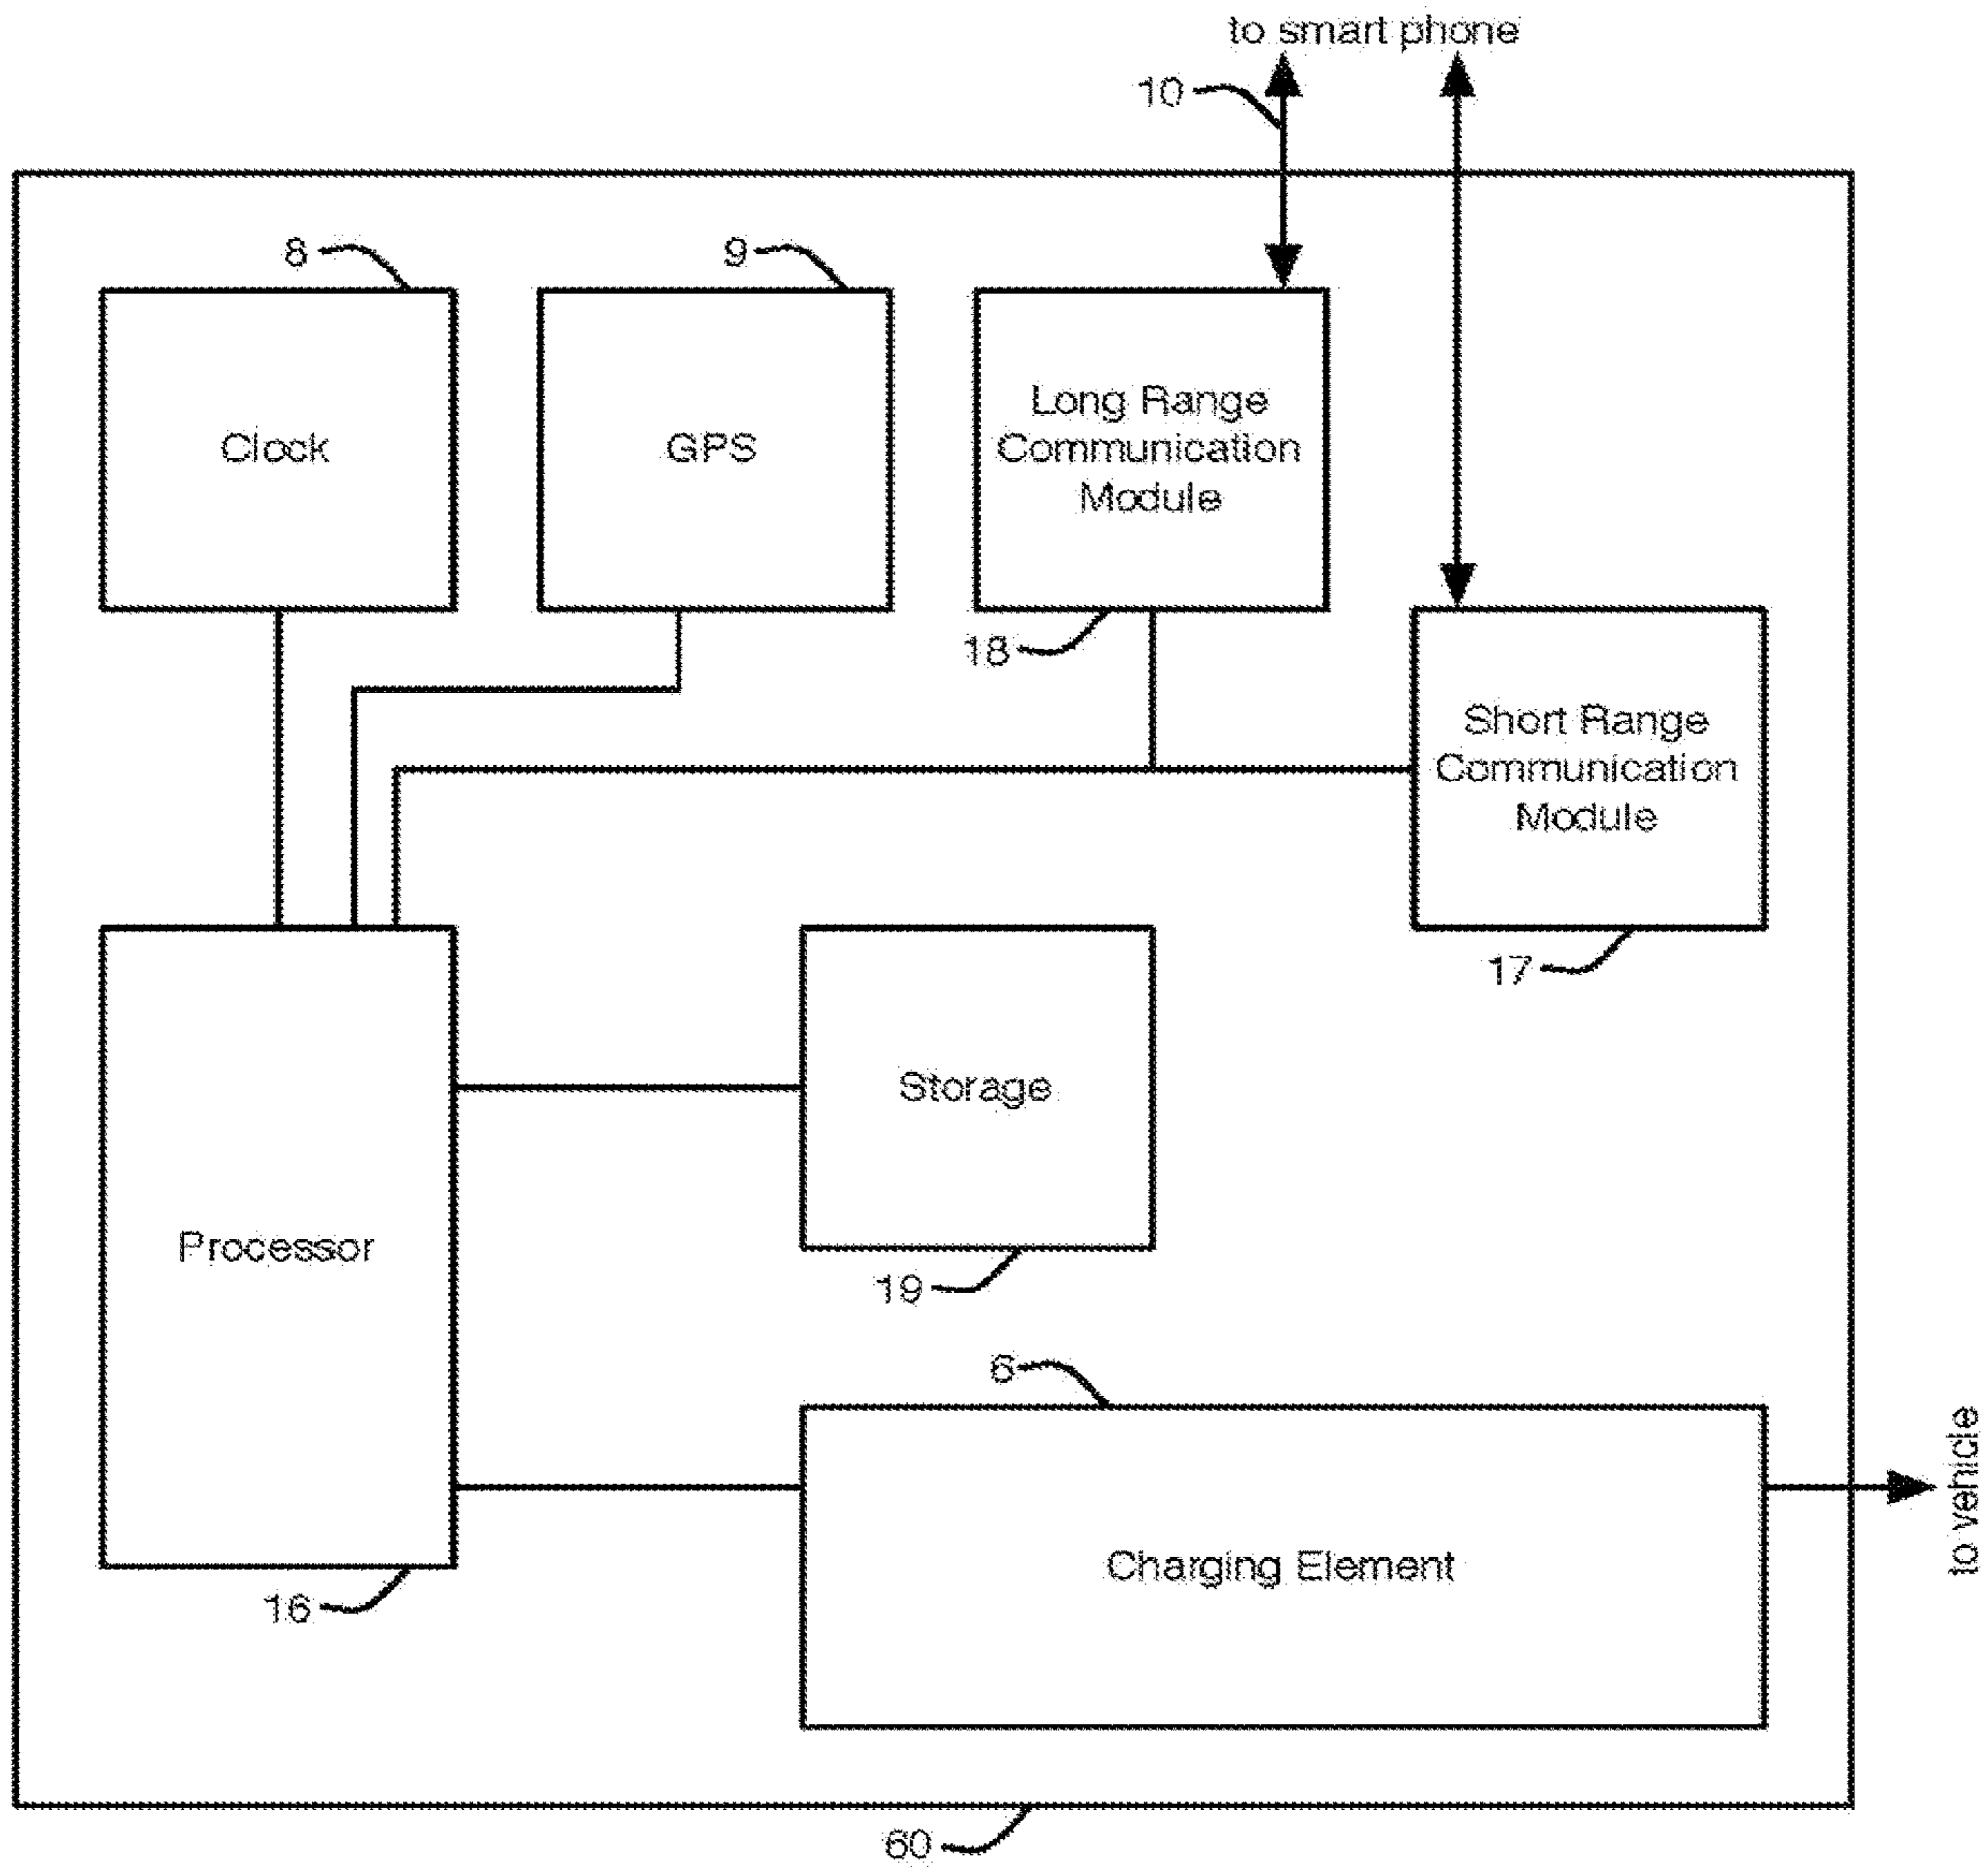 to smart phone
10
8
9
Clock
GPS
Long Range
Communication
Module
18
Short Range
Communication
Module
17
Storage
Processor
19
6
to vehicle
Charging Element
16
60